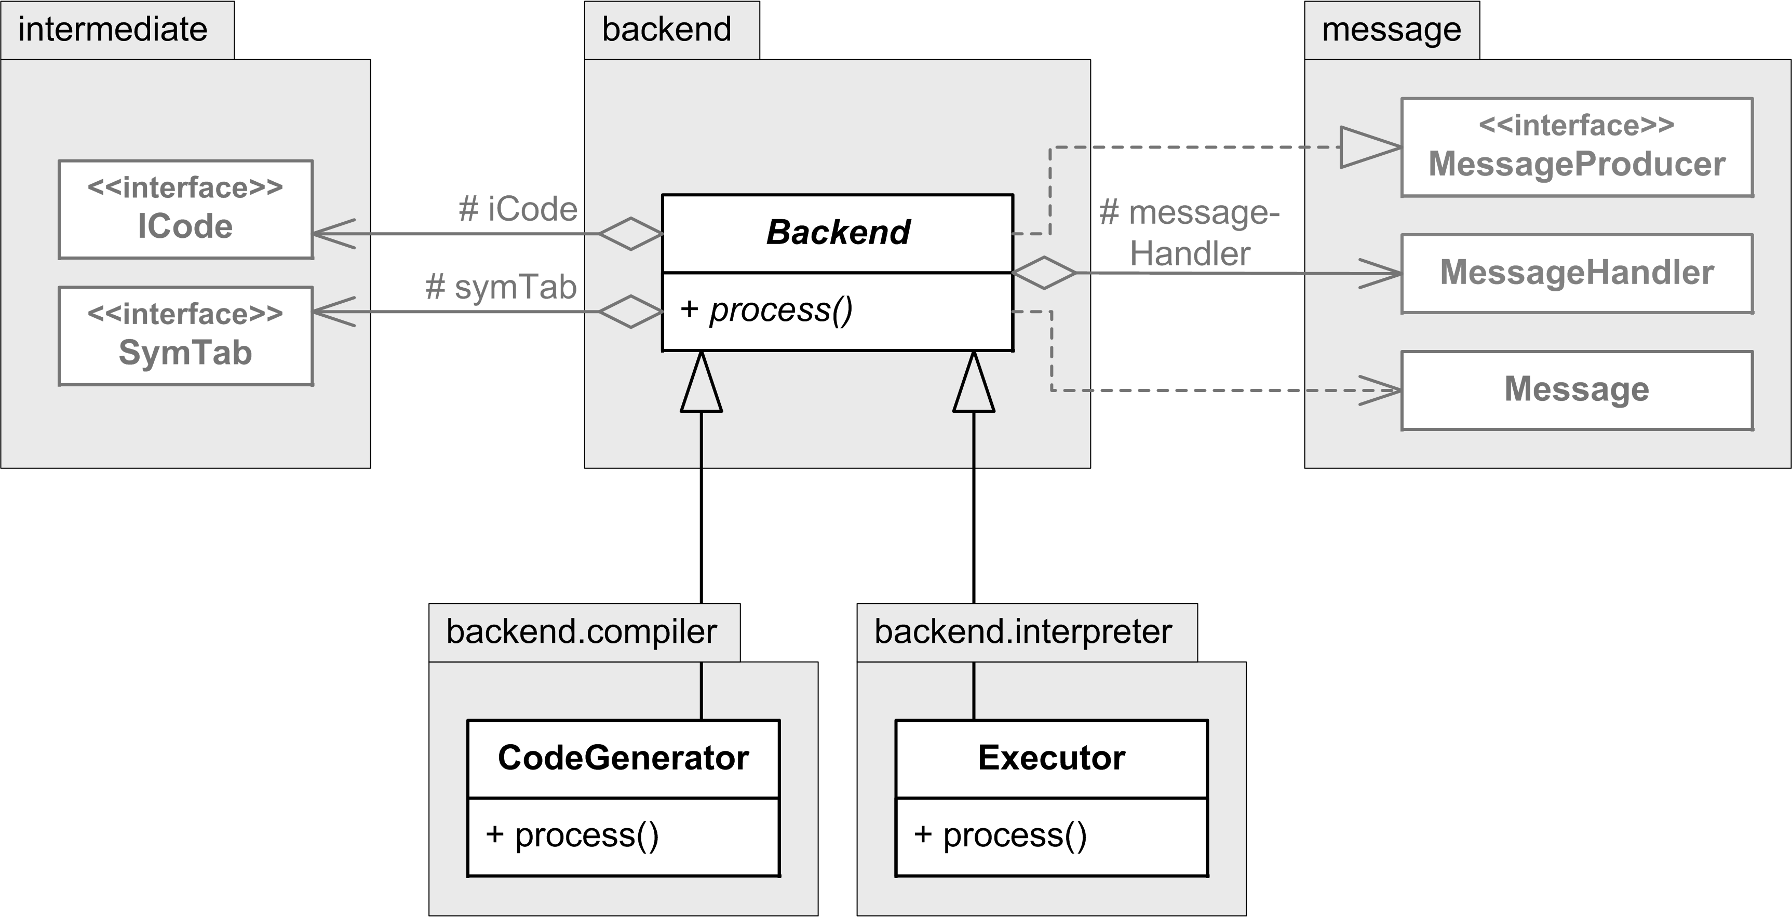 intermediate
backend
message
<<interface>>
ICode
<<interface>>
SymTab
# iCode
# symTab
Backend
+ process()
# message-
Handler
<<interface>>
MessageProducer
MessageHandler
Message
backend.compiler
CodeGenerator
+ process()
backend.interpreter
Executor
+ process()